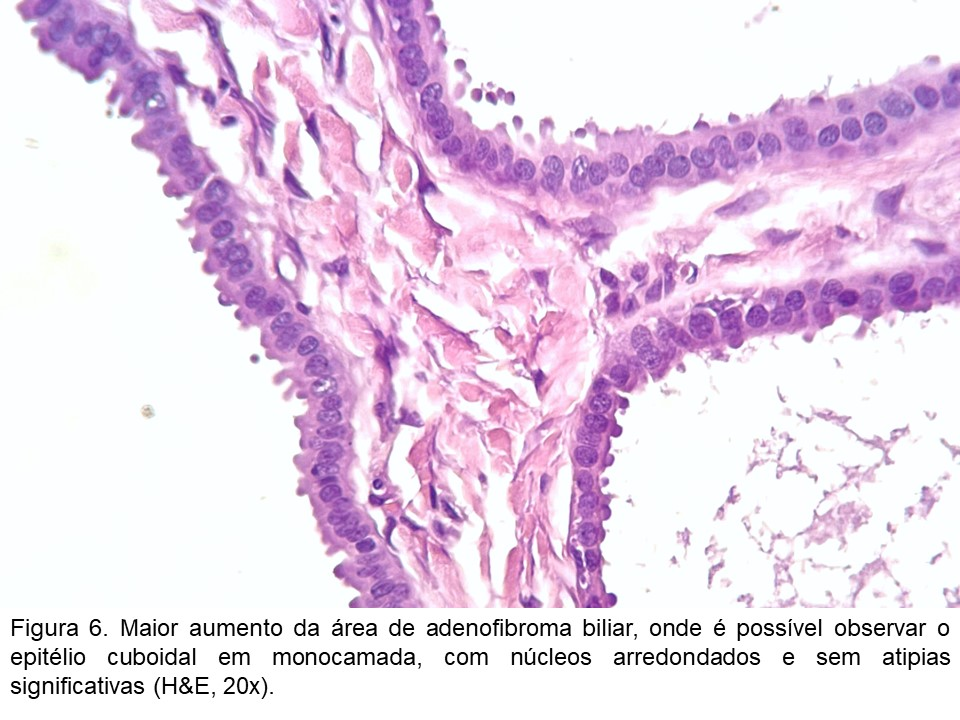 Figura 6. Maior aumento da área de adenofibroma biliar, onde é possível observar o
epitélio cuboidal em monocamada, com núcleos arredondados e sem atipias
significativas (H&E, 20x).